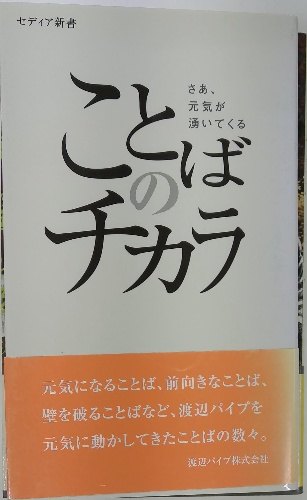 セディア新書
さあ、
元気が
湧いてくる
ことば
の
チカラ
元気になることば、前向きなことば、
壁を破ることばなど、渡辺パイプを
元気に動かしてきたことばの数々。
渡辺パイプ株式会社